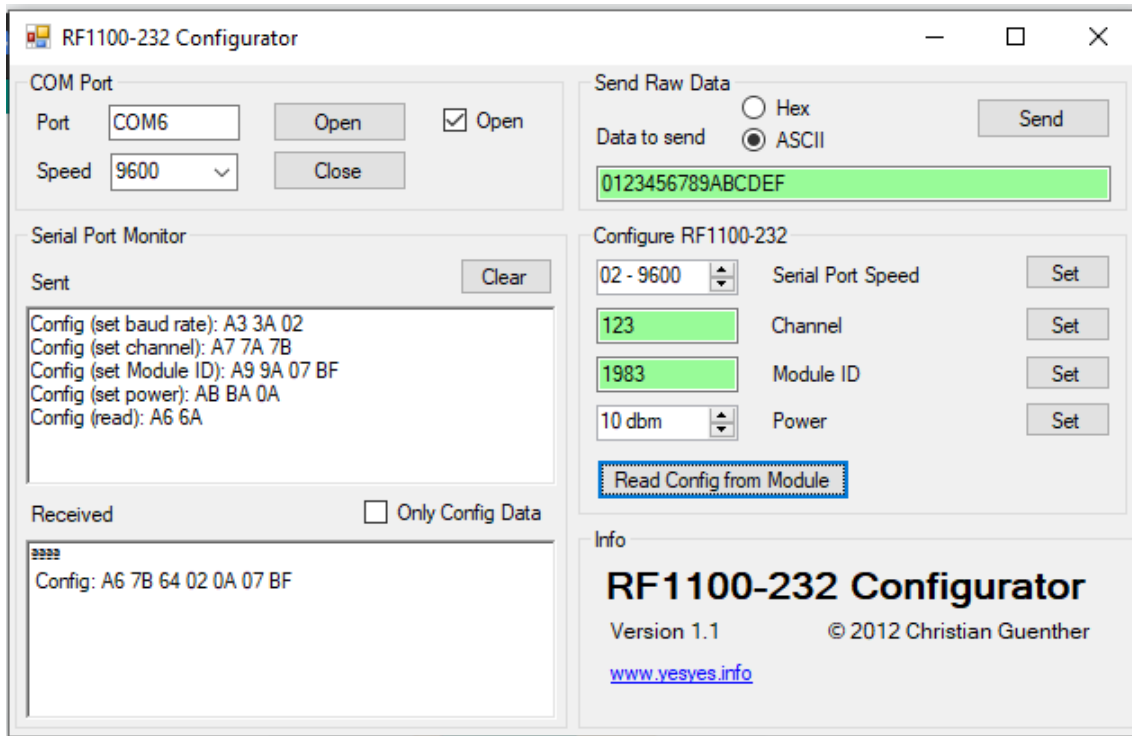 RF1100-232 Configurator
COM Port
Port COM6 Open Open
Speed 9600 Close
Send Raw Data
Hex
Data to send ASCII Send
0123456789ABCDEF
Serial Port Monitor
Sent Clear
Config (set baud rate): A3 3A 02
Config (set channel): A7 7A 7B
Config (set Module ID): A9 9A 07 BF
Config (set power): AB BA 0A
Config (read): A6 6A
Received Only Config Data
Config: A6 7B 64 02 0A 07 BF
Configure RF1100-232
02 - 9600 Serial Port Speed Set
123 Channel Set
1983 Module ID Set
10 dbm Power Set
Read Config from Module
Info
RF1100-232 Configurator
Version 1.1 © 2012 Christian Guenther
www.yesyes.info